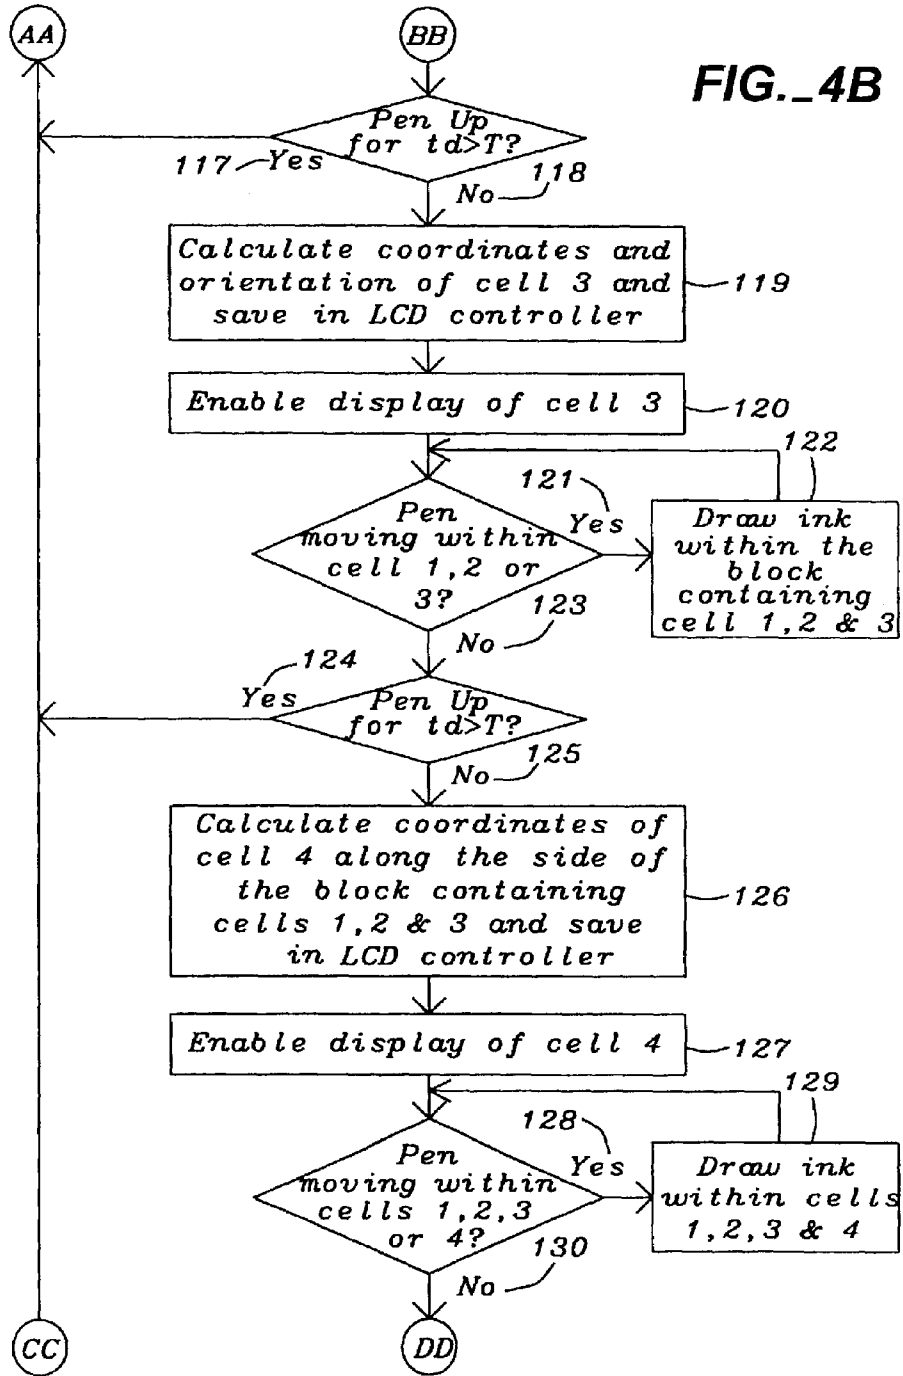 AA
BB
FIG._4B
Pen Up
for td>T?
117 Yes
118
No
Calculate coordinates and
orientation of cell 3 and
save in LCD controller
119
Enable display of cell 3
120
122
121
Yes
Pen
moving within
cell 1,2 or
3?
Draw ink
within the
block
containing
cell 1,2 & 3
123
No
124
Yes
Pen Up
for td>T?
125
No
Calculate coordinates of
cell 4 along the side of
the block containing
cells 1,2 & 3 and save
in LCD controller
126
Enable display of cell 4
127
129
128
Yes
Pen
moving within
cells 1,2,3
or 4?
Draw ink
within cells
1,2,3 & 4
130
No
CC
DD